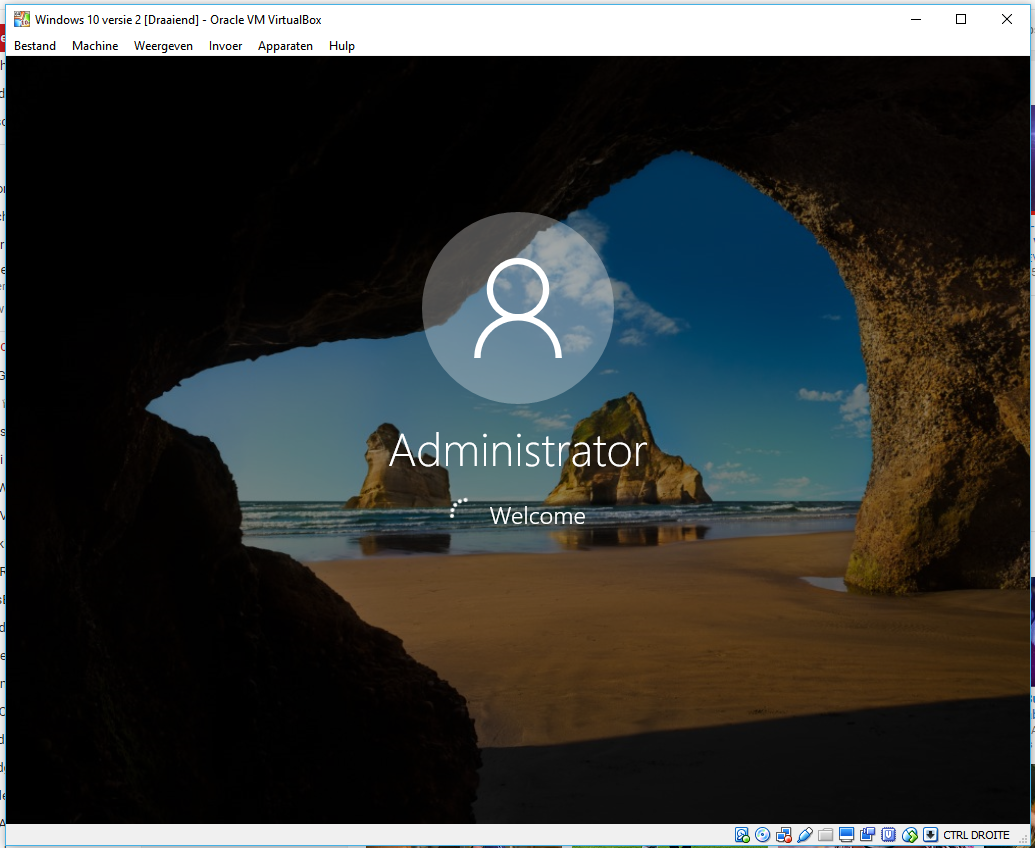 Windows 10 versie 2 [Draaiend] - Oracle VM VirtualBox
Bestand Machine Weergeven Invoer Apparaten Hulp
Administrator
Welcome
CTRL DROITE